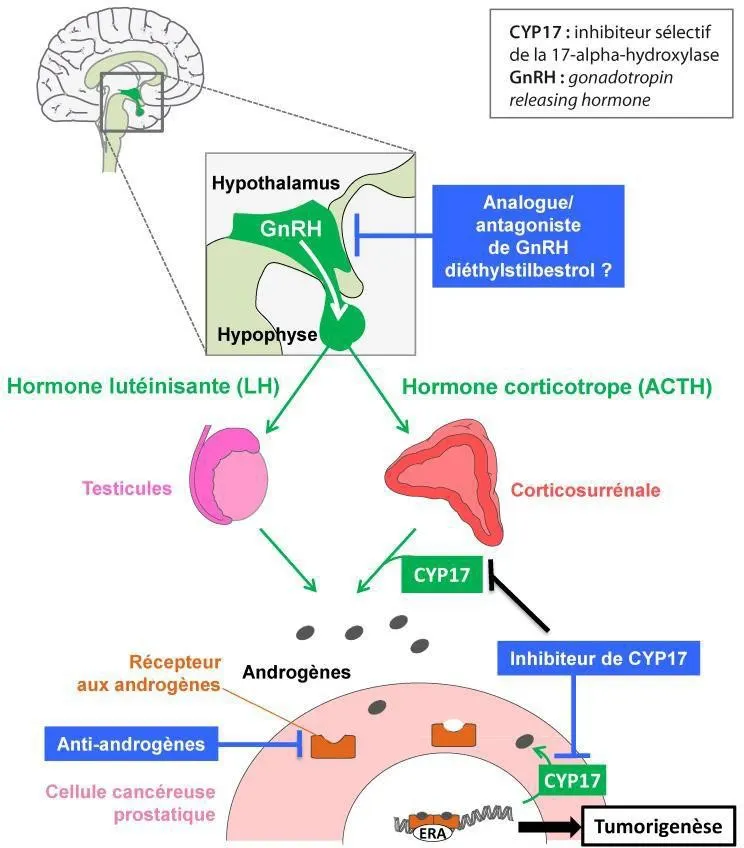 CYP17 : inhibiteur sélectif
de la 17-alpha-hydroxylase
GnRH : gonadotropin
releasing hormone
Hypothalamus
GnRH
Hypophyse
Analogue/
antagoniste
de GnRH
diéthylstilbestrol ?
Hormone lutéinisante (LH)
Hormone corticotrope (ACTH)
Testicules
Corticosurrénale
CYP17
Inhibiteur de CYP17
Récepteur
aux androgènes
Androgènes
Anti-androgènes
Cellule cancéreuse
prostatique
CYP17
ERA
Tumorigenèse